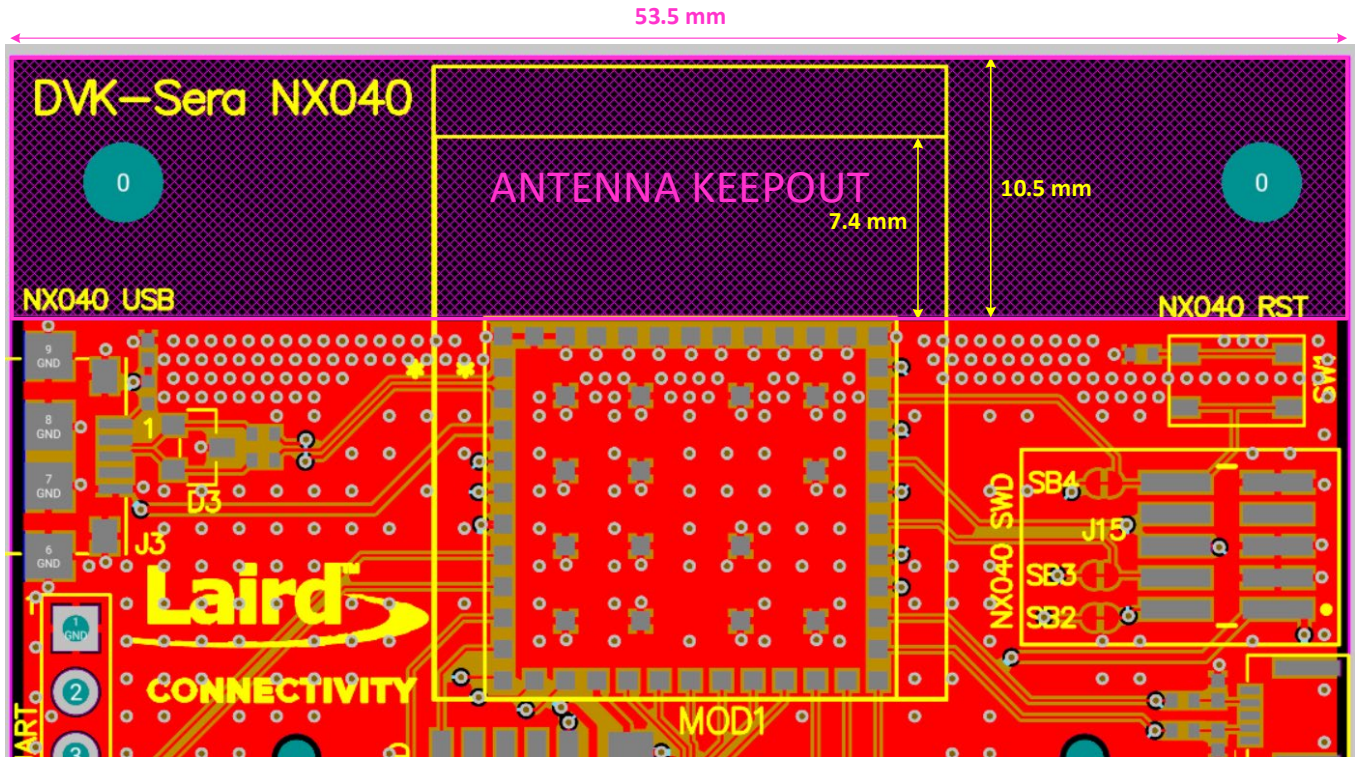 53.5 mm
DVK-Sera NX040
0
0
ANTENNA KEEPOUT
10.5 mm
7.4 mm
NX040 USB
NX040 RST
9
GND
SW1
8
GND
1
7
GND
D3
SB4
J15
NX040 SWD
J3
6
GND
SB3
Laird™
SB2
1
GND
CONNECTIVITY
2
MOD1
3